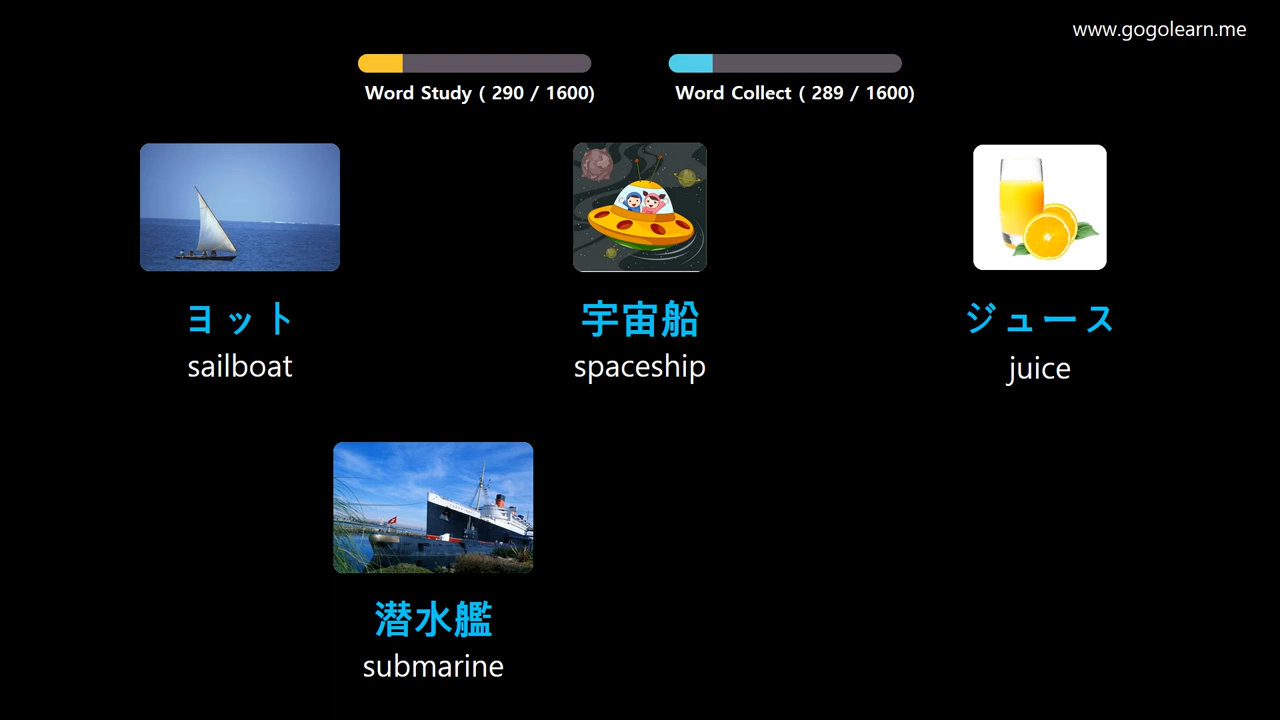 www.gogolearn.me
Word Study ( 290 / 1600)
Word Collect ( 289 / 1600)
ヨット
sailboat
宇宙船
spaceship
ジュース
juice
潜水艦
submarine